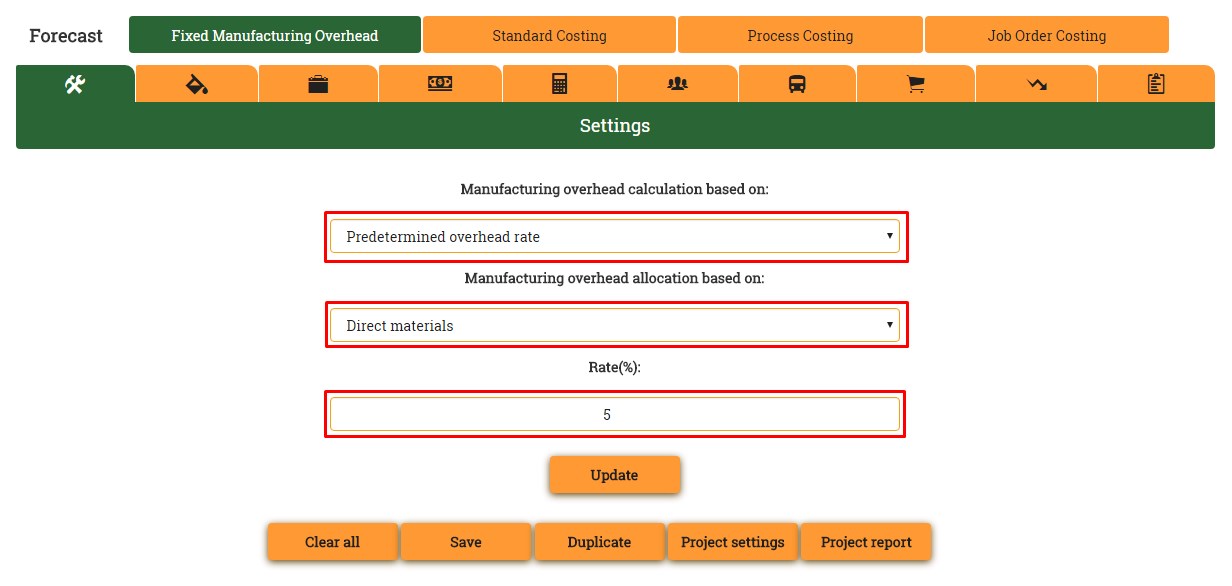 Forecast Fixed Manufacturing Overhead Standard Costing Process Costing Job Order Costing
Settings
Manufacturing overhead calculation based on:
Predetermined overhead rate
Manufacturing overhead allocation based on:
Direct materials
Rate(%):
5
Update
Clear all Save Duplicate Project settings Project report